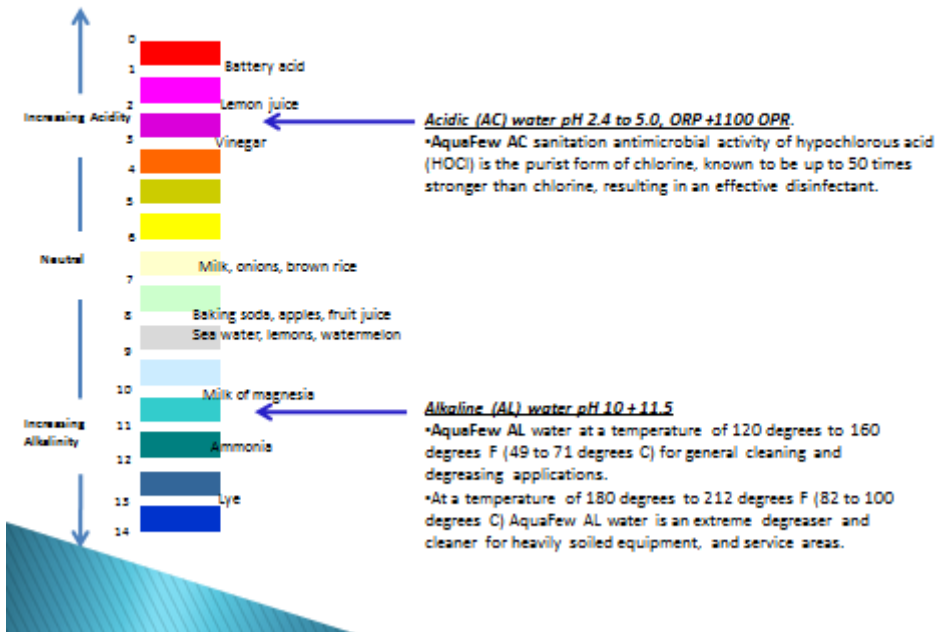 0
1
Battery acid
2
Lemon juice
Increasing Acidity
3
Vinegar
4
5
6
Neutral
Milk, onions, brown rice
7
8
Baking soda, apples, fruit juice
Sea water, lemons, watermelon
9
10
Milk of magnesia
Increasing
Alkalinity
11
Ammonia
12
Lye
13
14
Acidic (AC) water pH 2.4 to 5.0, ORP +1100 OPR.
•AquaFew AC sanitation antimicrobial activity of hypochlorous acid
(HOCl) is the purist form of chlorine, known to be up to 50 times
stronger than chlorine, resulting in an effective disinfectant.
Alkaline (AL) water pH 10 + 11.5
•AquaFew AL water at a temperature of 120 degrees to 160
degrees F (49 to 71 degrees C) for general cleaning and
degreasing applications.
•At a temperature of 180 degrees to 212 degrees F (82 to 100
degrees C) AquaFew AL water is an extreme degreaser and
cleaner for heavily soiled equipment, and service areas.